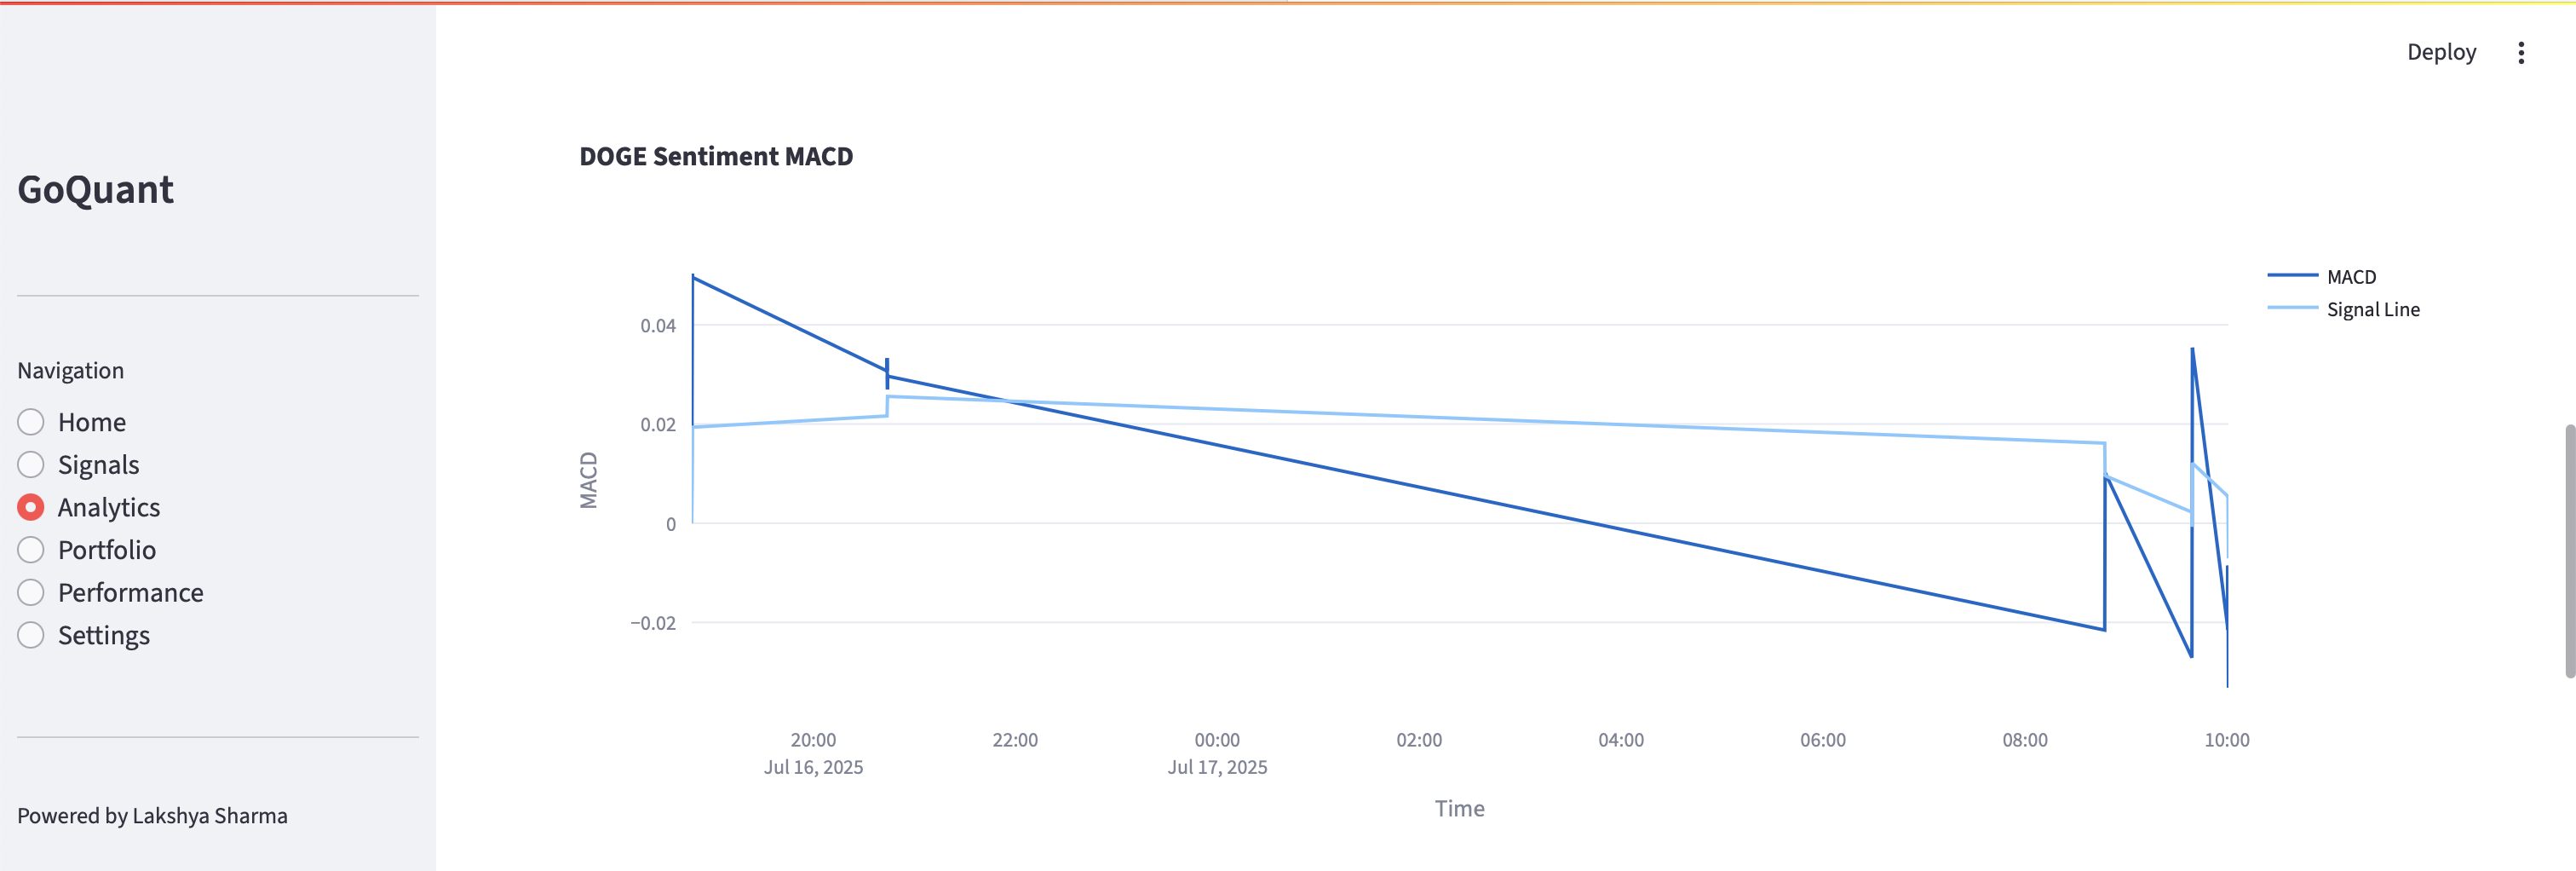 Deploy
GoQuant
Navigation
Home
Signals
Analytics
Portfolio
Performance
Settings
Powered by Lakshya Sharma
DOGE Sentiment MACD
MACD
Signal Line
MACD
0.04
0.02
0
−0.02
20:00 22:00 00:00 02:00 04:00 06:00 08:00 10:00
Jul 16, 2025 Jul 17, 2025
Time